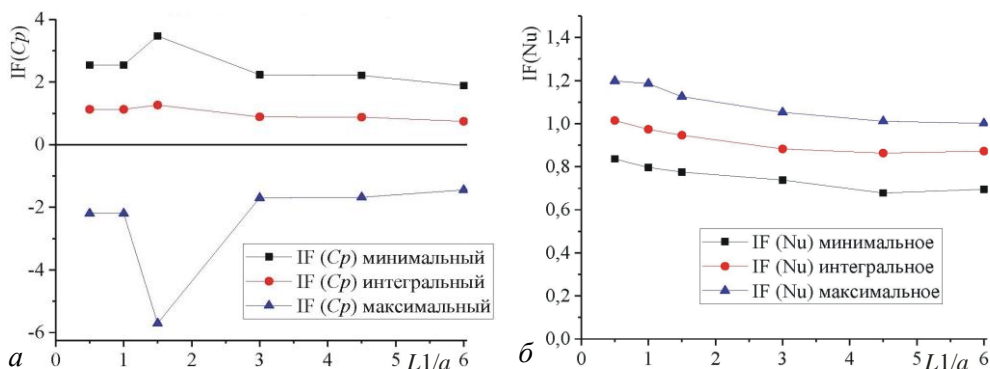 IF(Cp)
4
2
0
-2
-4
-6
IF (Cp) минимальный
IF (Cp) интегральный
IF (Cp) максимальный
0 1 2 3 4 5 6
L1/a
а
IF(Nu)
1,4
1,2
1,0
0,8
0,6
0,4
0,2
0,0
IF (Nu) минимальное
IF (Nu) интегральное
IF (Nu) максимальное
0 1 2 3 4 5 6
L1/a
б